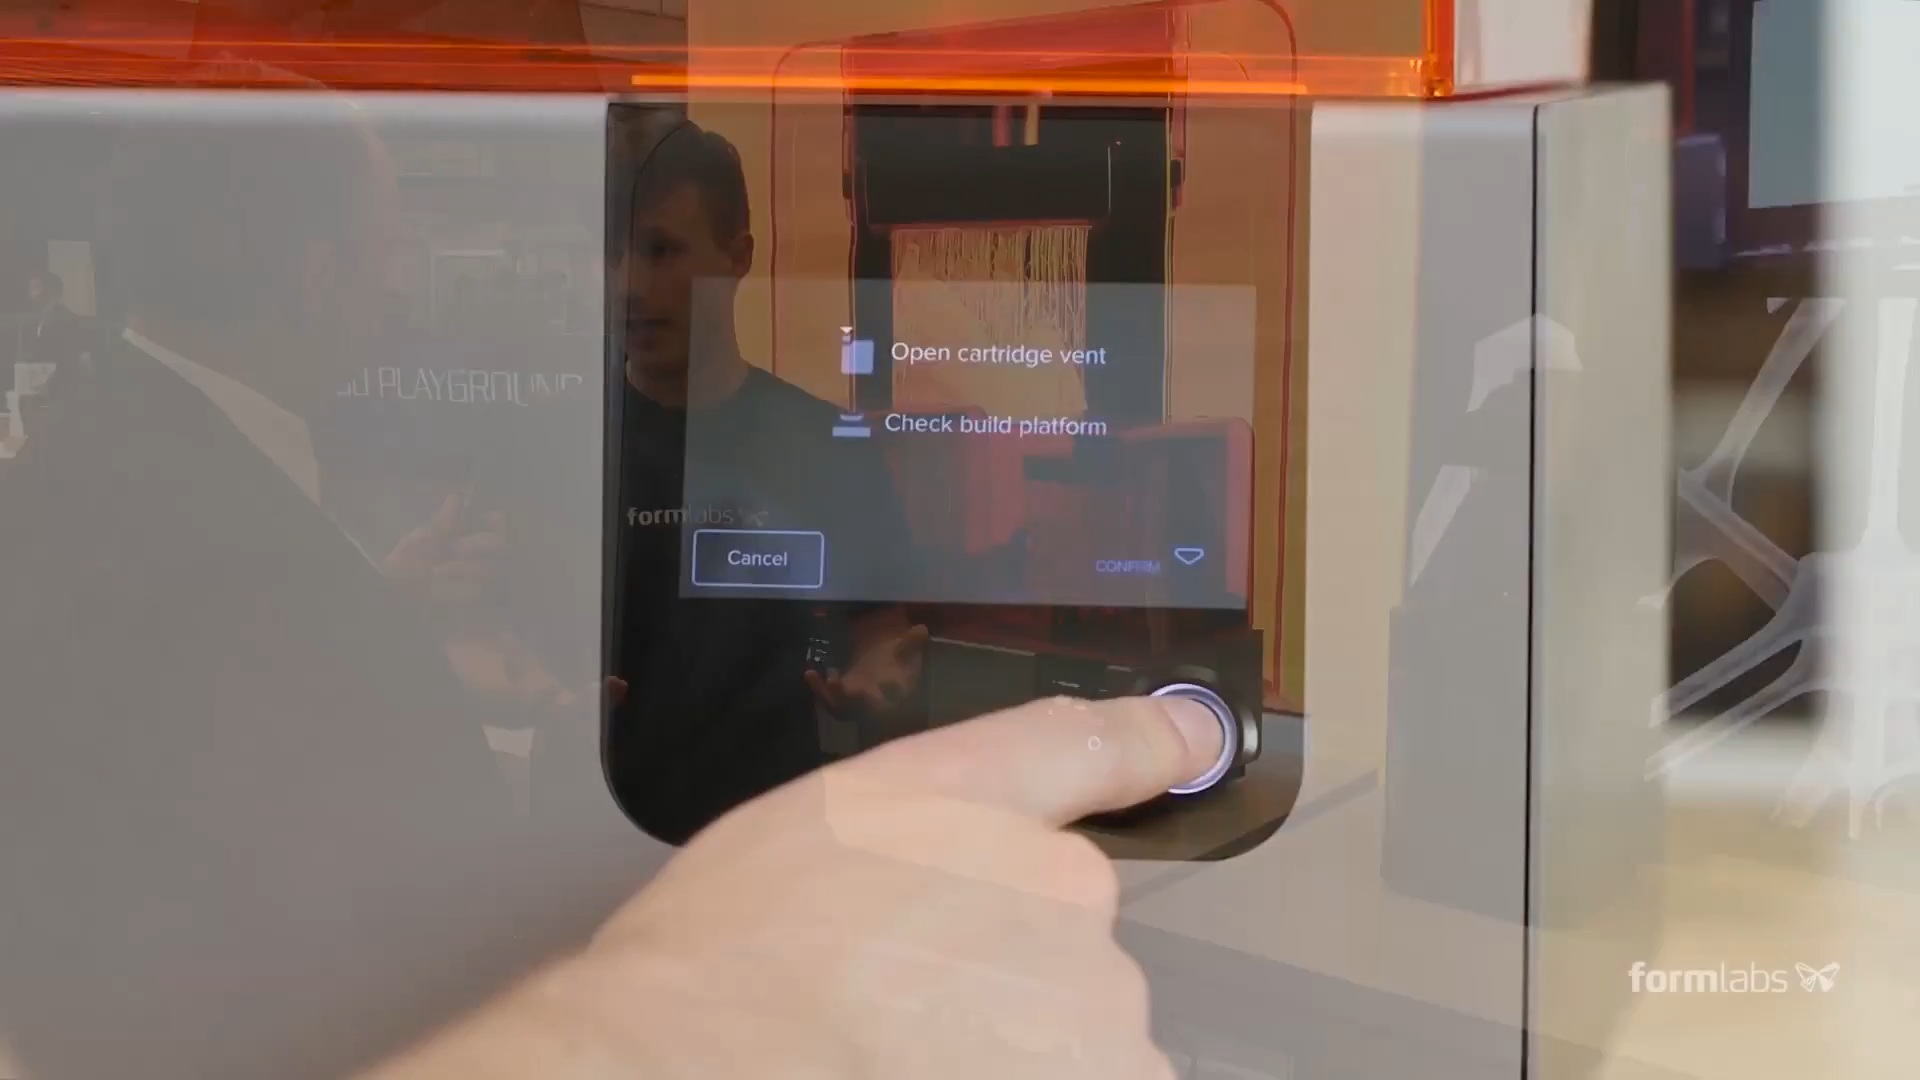 Open cartridge vent
PLAYGROUND
Check build platform
formlabs
Cancel
CONFIRM
formlabs